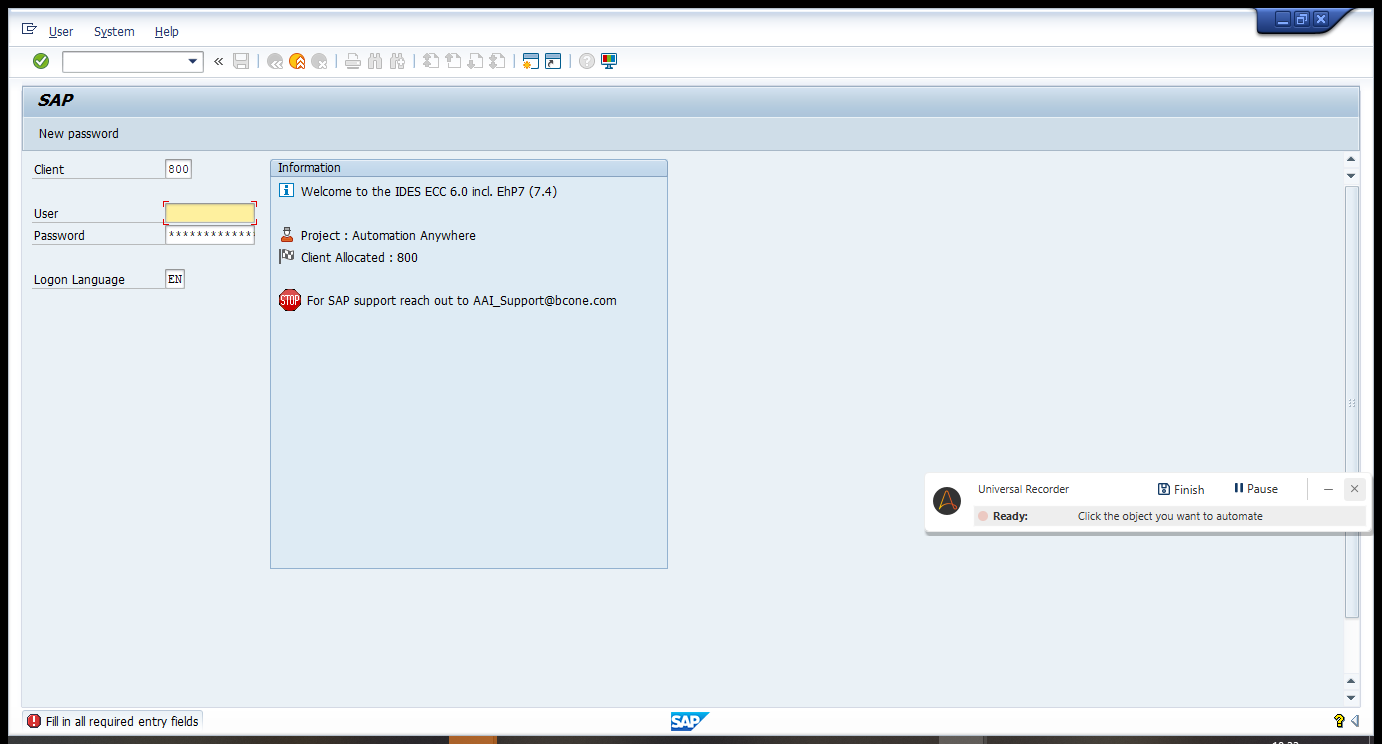 User System Help
SAP
New password
Client 800
Information
Welcome to the IDES ECC 6.0 incl. EhP7 (7.4)
User
Password *************
Project : Automation Anywhere
Client Allocated : 800
Logon Language EN
STOP For SAP support reach out to AAI_Support@bcone.com
Universal Recorder Finish Pause
Ready: Click the object you want to automate
Fill in all required entry fields
SAP